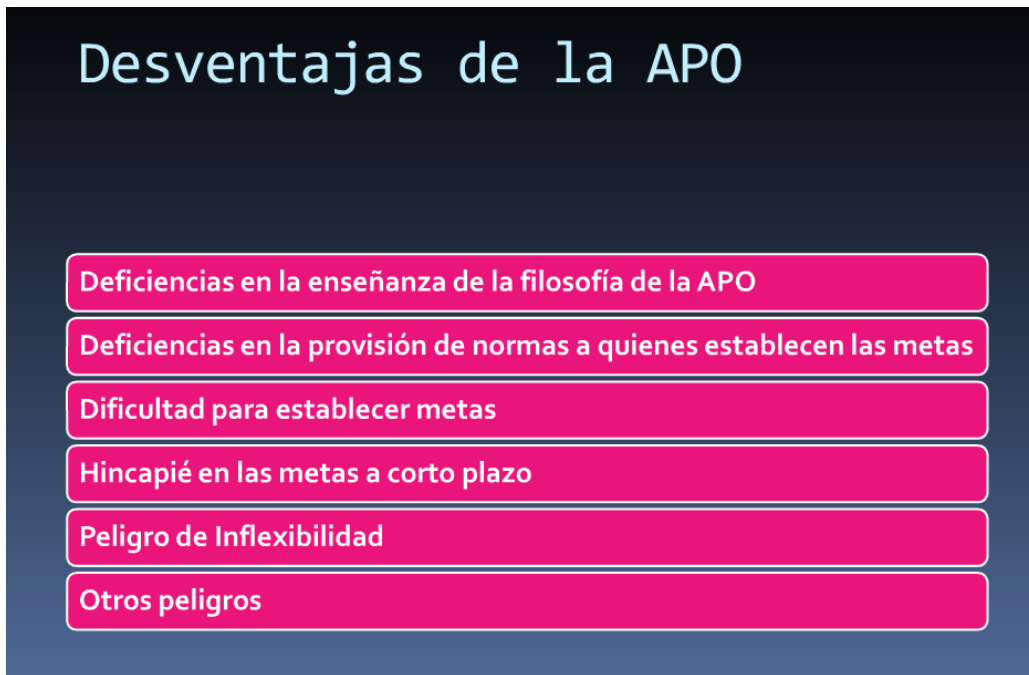 Desventajas de la APO
Deficiencias en la enseñanza de la filosofía de la APO
Deficiencias en la provisión de normas a quienes establecen las metas
Dificultad para establecer metas
Hincapié en las metas a corto plazo
Peligro de Inflexibilidad
Otros peligros